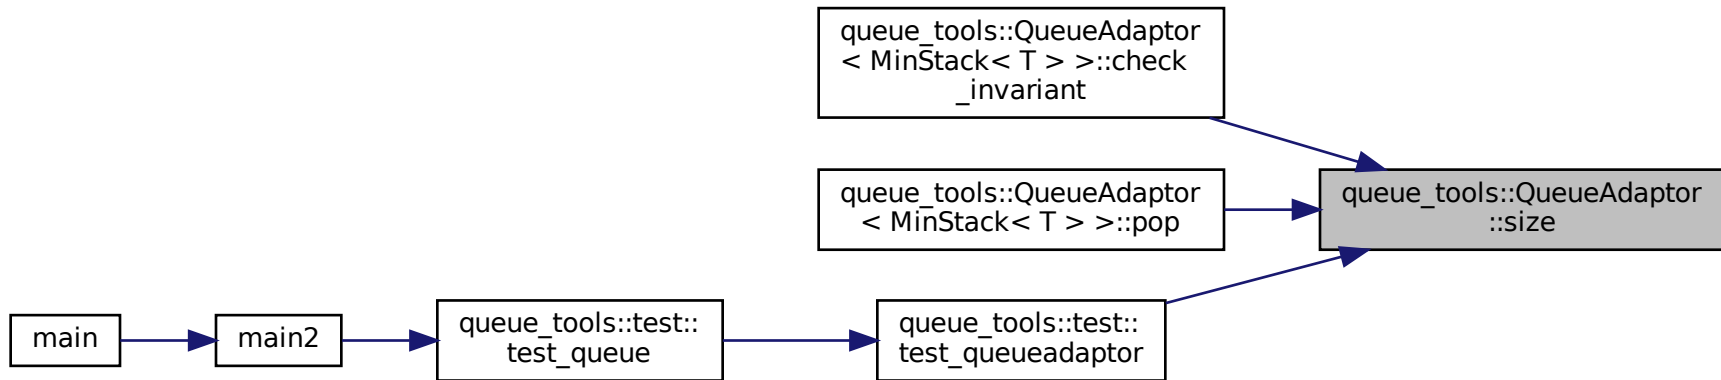 queue_tools::QueueAdaptor
< MinStack< T > >::check
_invariant
queue_tools::QueueAdaptor
< MinStack< T > >::pop
queue_tools::QueueAdaptor
::size
main
main2
queue_tools::test::
test_queue
queue_tools::test::
test_queueadaptor